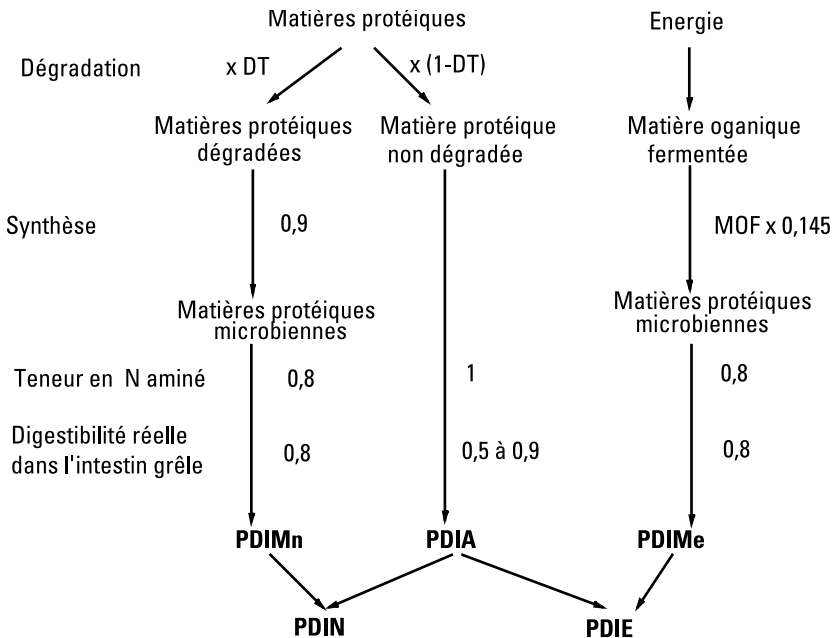 Matières protéiques
Energie
Dégradation
x DT
x (1-DT)
Matières protéiques
dégradées
Matière protéique
non dégradée
Matière oganique
fermentée
Synthèse
0,9
MOF x 0,145
Matières protéiques
microbiennes
Matières protéiques
microbiennes
Teneur en N aminé
0,8
1
0,8
Digestibilité réelle
dans l'intestin grêle
0,8
0,5 à 0,9
0,8
PDIMn
PDIA
PDIMe
PDIN
PDIE